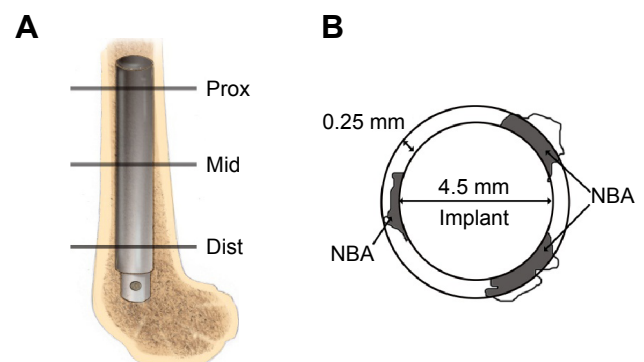 A
Prox
Mid
Dist
B
0.25 mm
4.5 mm
Implant
NBA
NBA